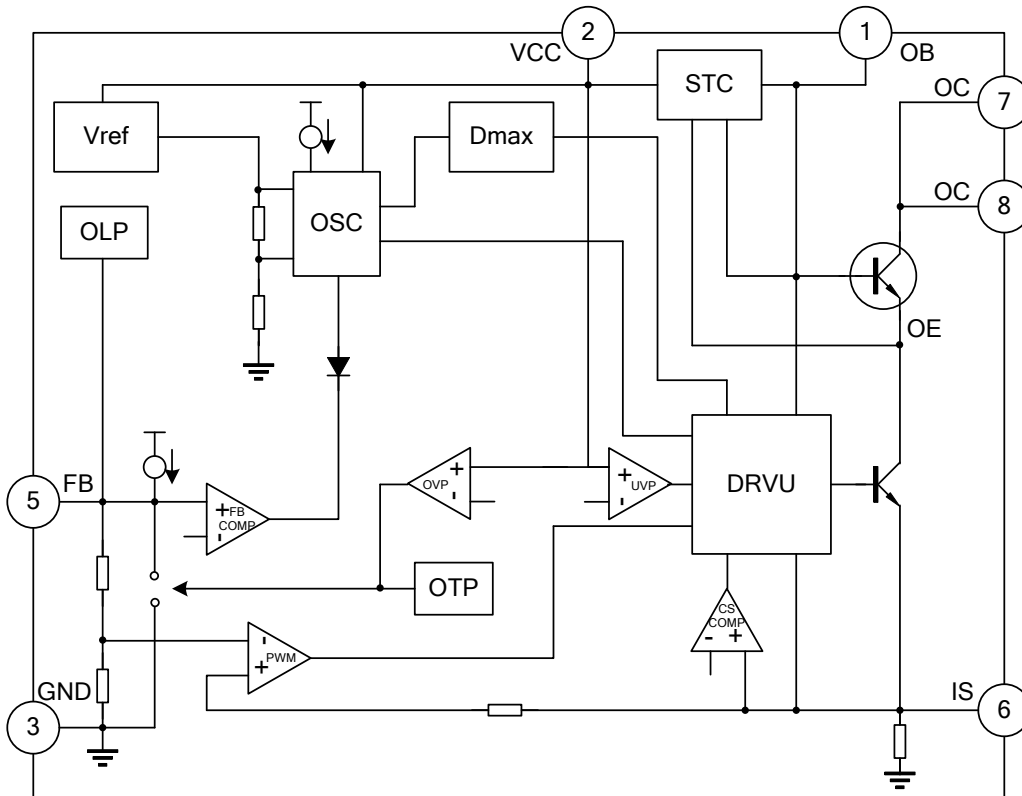 2
1
VCC
OB
STC
OC
7
Vref
Dmax
OC
8
OLP
OSC
OE
5
FB
+
FB
COMP
-
OVP
+
-
+
UVP
-
DRVU
OTP
CS
COMP
-
+
-
+
PWM
GND
3
IS
6